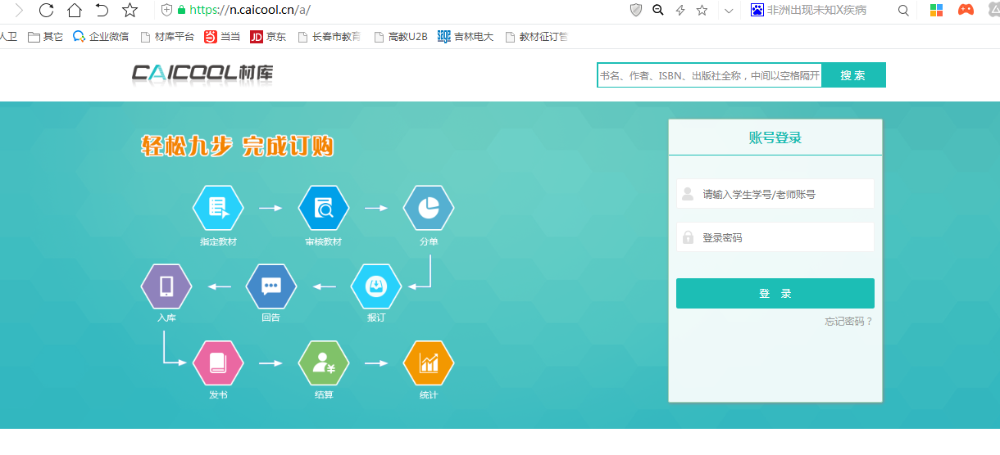 https://n.caicool.cn/a/
非洲出现未知X疾病
人卫 其它 企业微信 材库平台 当当 京东 长春市教育 高教U2B 吉林电大 教材征订管
CAICOOL材库
书名、作者、ISBN、出版社全称，中间以空格隔开
搜 索
轻松九步 完成订购
账号登录
请输入学生学号/老师账号
登录密码
登 录
忘记密码？
指定教材 审核教材 分单
入库 回告 报订
发书 结算 统计